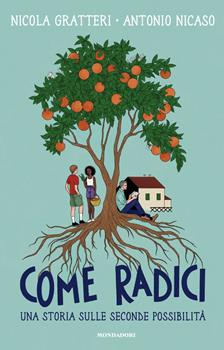 NICOLA GRATTERI • ANTONIO NICASO
COME RADICI
UNA STORIA SULLE SECONDE POSSIBILITÀ
MONDADORI